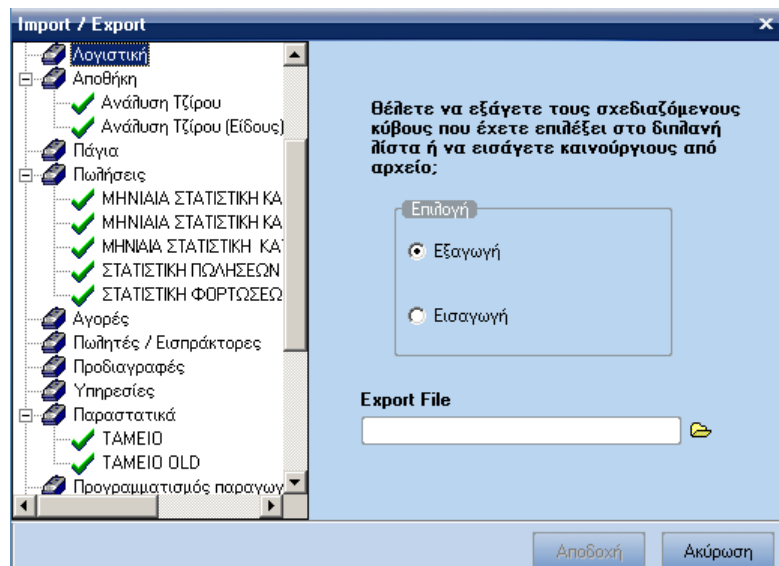 Import / Export
Λογιστική
Αποθήκη
Ανάλυση Τζίρου
Ανάλυση Τζίρου (Είδους)
Πάγια
Πωλήσεις
ΜΗΝΙΑΙΑ ΣΤΑΤΙΣΤΙΚΗ ΚΑ
ΜΗΝΙΑΙΑ ΣΤΑΤΙΣΤΙΚΗ ΚΑ
ΜΗΝΙΑΙΑ ΣΤΑΤΙΣΤΙΚΗ ΚΑΤ
ΣΤΑΤΙΣΤΙΚΗ ΠΩΛΗΣΕΩΝ
ΣΤΑΤΙΣΤΙΚΗ ΦΟΡΤΩΣΕΩ
Αγορές
Πωλητές / Εισπράκτορες
Προδιαγραφές
Υπηρεσίες
Παραστατικά
ΤΑΜΕΙΟ
ΤΑΜΕΙΟ OLD
Προγραμματισμός παραγωγ
Θέλετε να εξάγετε τους σχεδιαζόμενους
κύβους που έχετε επιλέξει στο διπλανή
λίστα ή να εισάγετε καινούργιους από
αρχείο;
Επιλογή
Εξαγωγή
Εισαγωγή
Export File
Αποδοχή
Ακύρωση